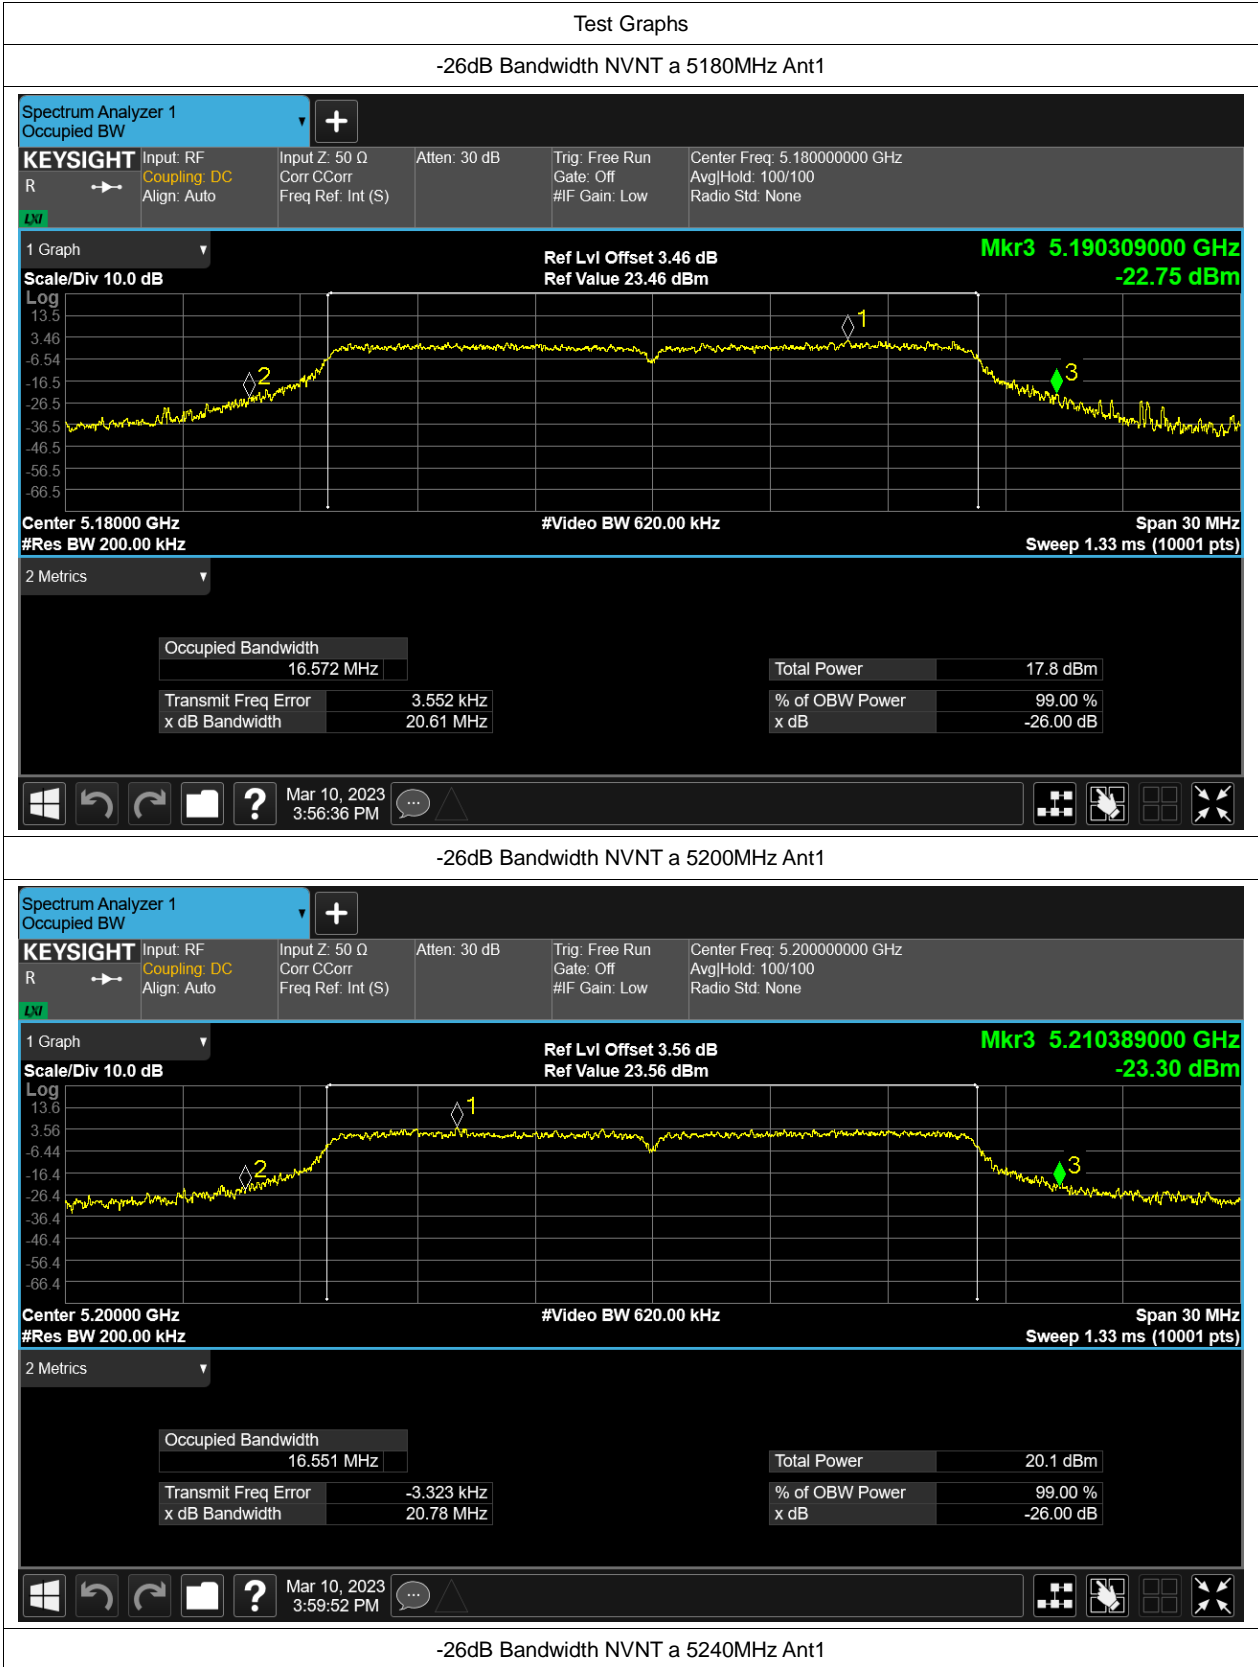 Test Graphs
-26dB Bandwidth NVNT a 5180MHz Ant1
Spectrum Analyzer 1
Occupied BW
KEYSIGHT Input: RF Input Z: 50 Ω Atten: 30 dB Trig: Free Run Center Freq: 5.180000000 GHz
R Coupling: DC Corr CCorr Gate: Off Avg|Hold: 100/100
Align: Auto Freq Ref: Int (S) #IF Gain: Low Radio Std: None
LXI
1 Graph Ref Lvl Offset 3.46 dB Mkr3 5.190309000 GHz
Scale/Div 10.0 dB Ref Value 23.46 dBm -22.75 dBm
Log
13.5
1
3.46
-6.54
2
3
-16.5
-26.5
-36.5
-46.5
-56.5
-66.5
Center 5.18000 GHz #Video BW 620.00 kHz Span 30 MHz
#Res BW 200.00 kHz Sweep 1.33 ms (10001 pts)
2 Metrics
Occupied Bandwidth
16.572 MHz Total Power 17.8 dBm
Transmit Freq Error 3.552 kHz % of OBW Power 99.00 %
x dB Bandwidth 20.61 MHz x dB -26.00 dB
? Mar 10, 2023
3:56:36 PM
-26dB Bandwidth NVNT a 5200MHz Ant1
Spectrum Analyzer 1
Occupied BW
KEYSIGHT Input: RF Input Z: 50 Ω Atten: 30 dB Trig: Free Run Center Freq: 5.200000000 GHz
R Coupling: DC Corr CCorr Gate: Off Avg|Hold: 100/100
Align: Auto Freq Ref: Int (S) #IF Gain: Low Radio Std: None
LXI
1 Graph Ref Lvl Offset 3.56 dB Mkr3 5.210389000 GHz
Scale/Div 10.0 dB Ref Value 23.56 dBm -23.30 dBm
Log
13.6
1
3.56
-6.44
2
3
-16.4
-26.4
-36.4
-46.4
-56.4
-66.4
Center 5.20000 GHz #Video BW 620.00 kHz Span 30 MHz
#Res BW 200.00 kHz Sweep 1.33 ms (10001 pts)
2 Metrics
Occupied Bandwidth
16.551 MHz Total Power 20.1 dBm
Transmit Freq Error -3.323 kHz % of OBW Power 99.00 %
x dB Bandwidth 20.78 MHz x dB -26.00 dB
? Mar 10, 2023
3:59:52 PM
-26dB Bandwidth NVNT a 5240MHz Ant1